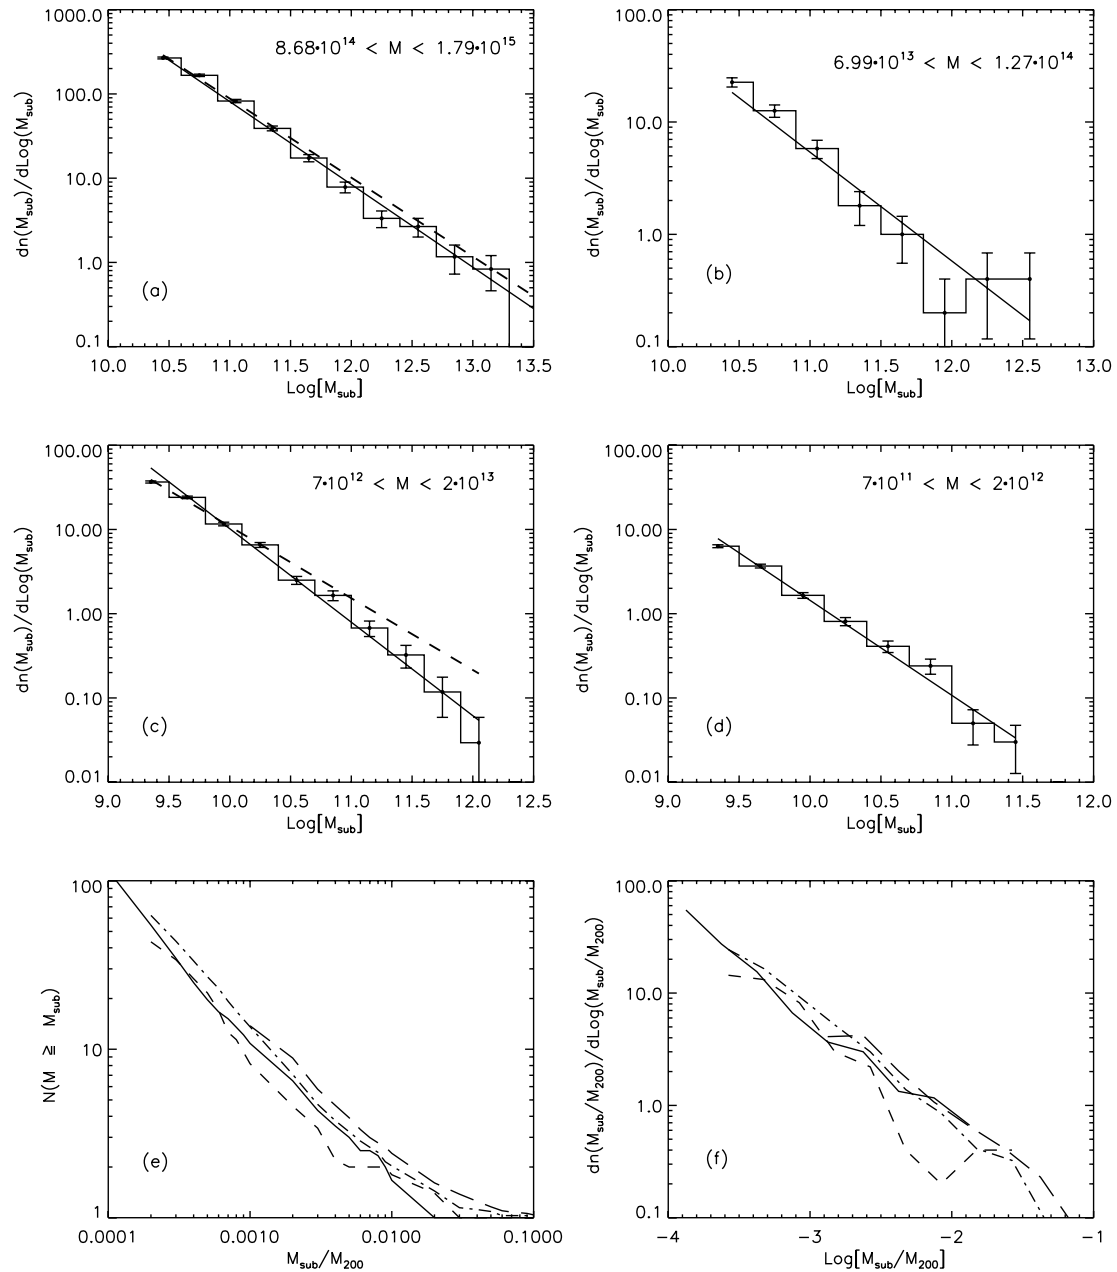 8.68•10^14 < M < 1.79•10^15
1000.0
100.0
10.0
1.0
0.1
dn(M_sub)/dLog(M_sub)
(a)
10.0 10.5 11.0 11.5 12.0 12.5 13.0 13.5
Log[M_sub]
6.99•10^13 < M < 1.27•10^14
100.0
10.0
1.0
0.1
dn(M_sub)/dLog(M_sub)
(b)
10.0 10.5 11.0 11.5 12.0 12.5 13.0
Log[M_sub]
7•10^12 < M < 2•10^13
100.00
10.00
1.00
0.10
0.01
dn(M_sub)/dLog(M_sub)
(c)
9.0 9.5 10.0 10.5 11.0 11.5 12.0 12.5
Log[M_sub]
7•10^11 < M < 2•10^12
100.00
10.00
1.00
0.10
0.01
dn(M_sub)/dLog(M_sub)
(d)
9.0 9.5 10.0 10.5 11.0 11.5 12.0
Log[M_sub]
100
10
1
N(M ≧ M_sub)
(e)
0.0001 0.0010 0.0100 0.1000
M_sub/M_200
100.0
10.0
1.0
0.1
dn(M_sub/M_200)/dLog(M_sub/M_200)
(f)
−4 −3 −2 −1
Log[M_sub/M_200]